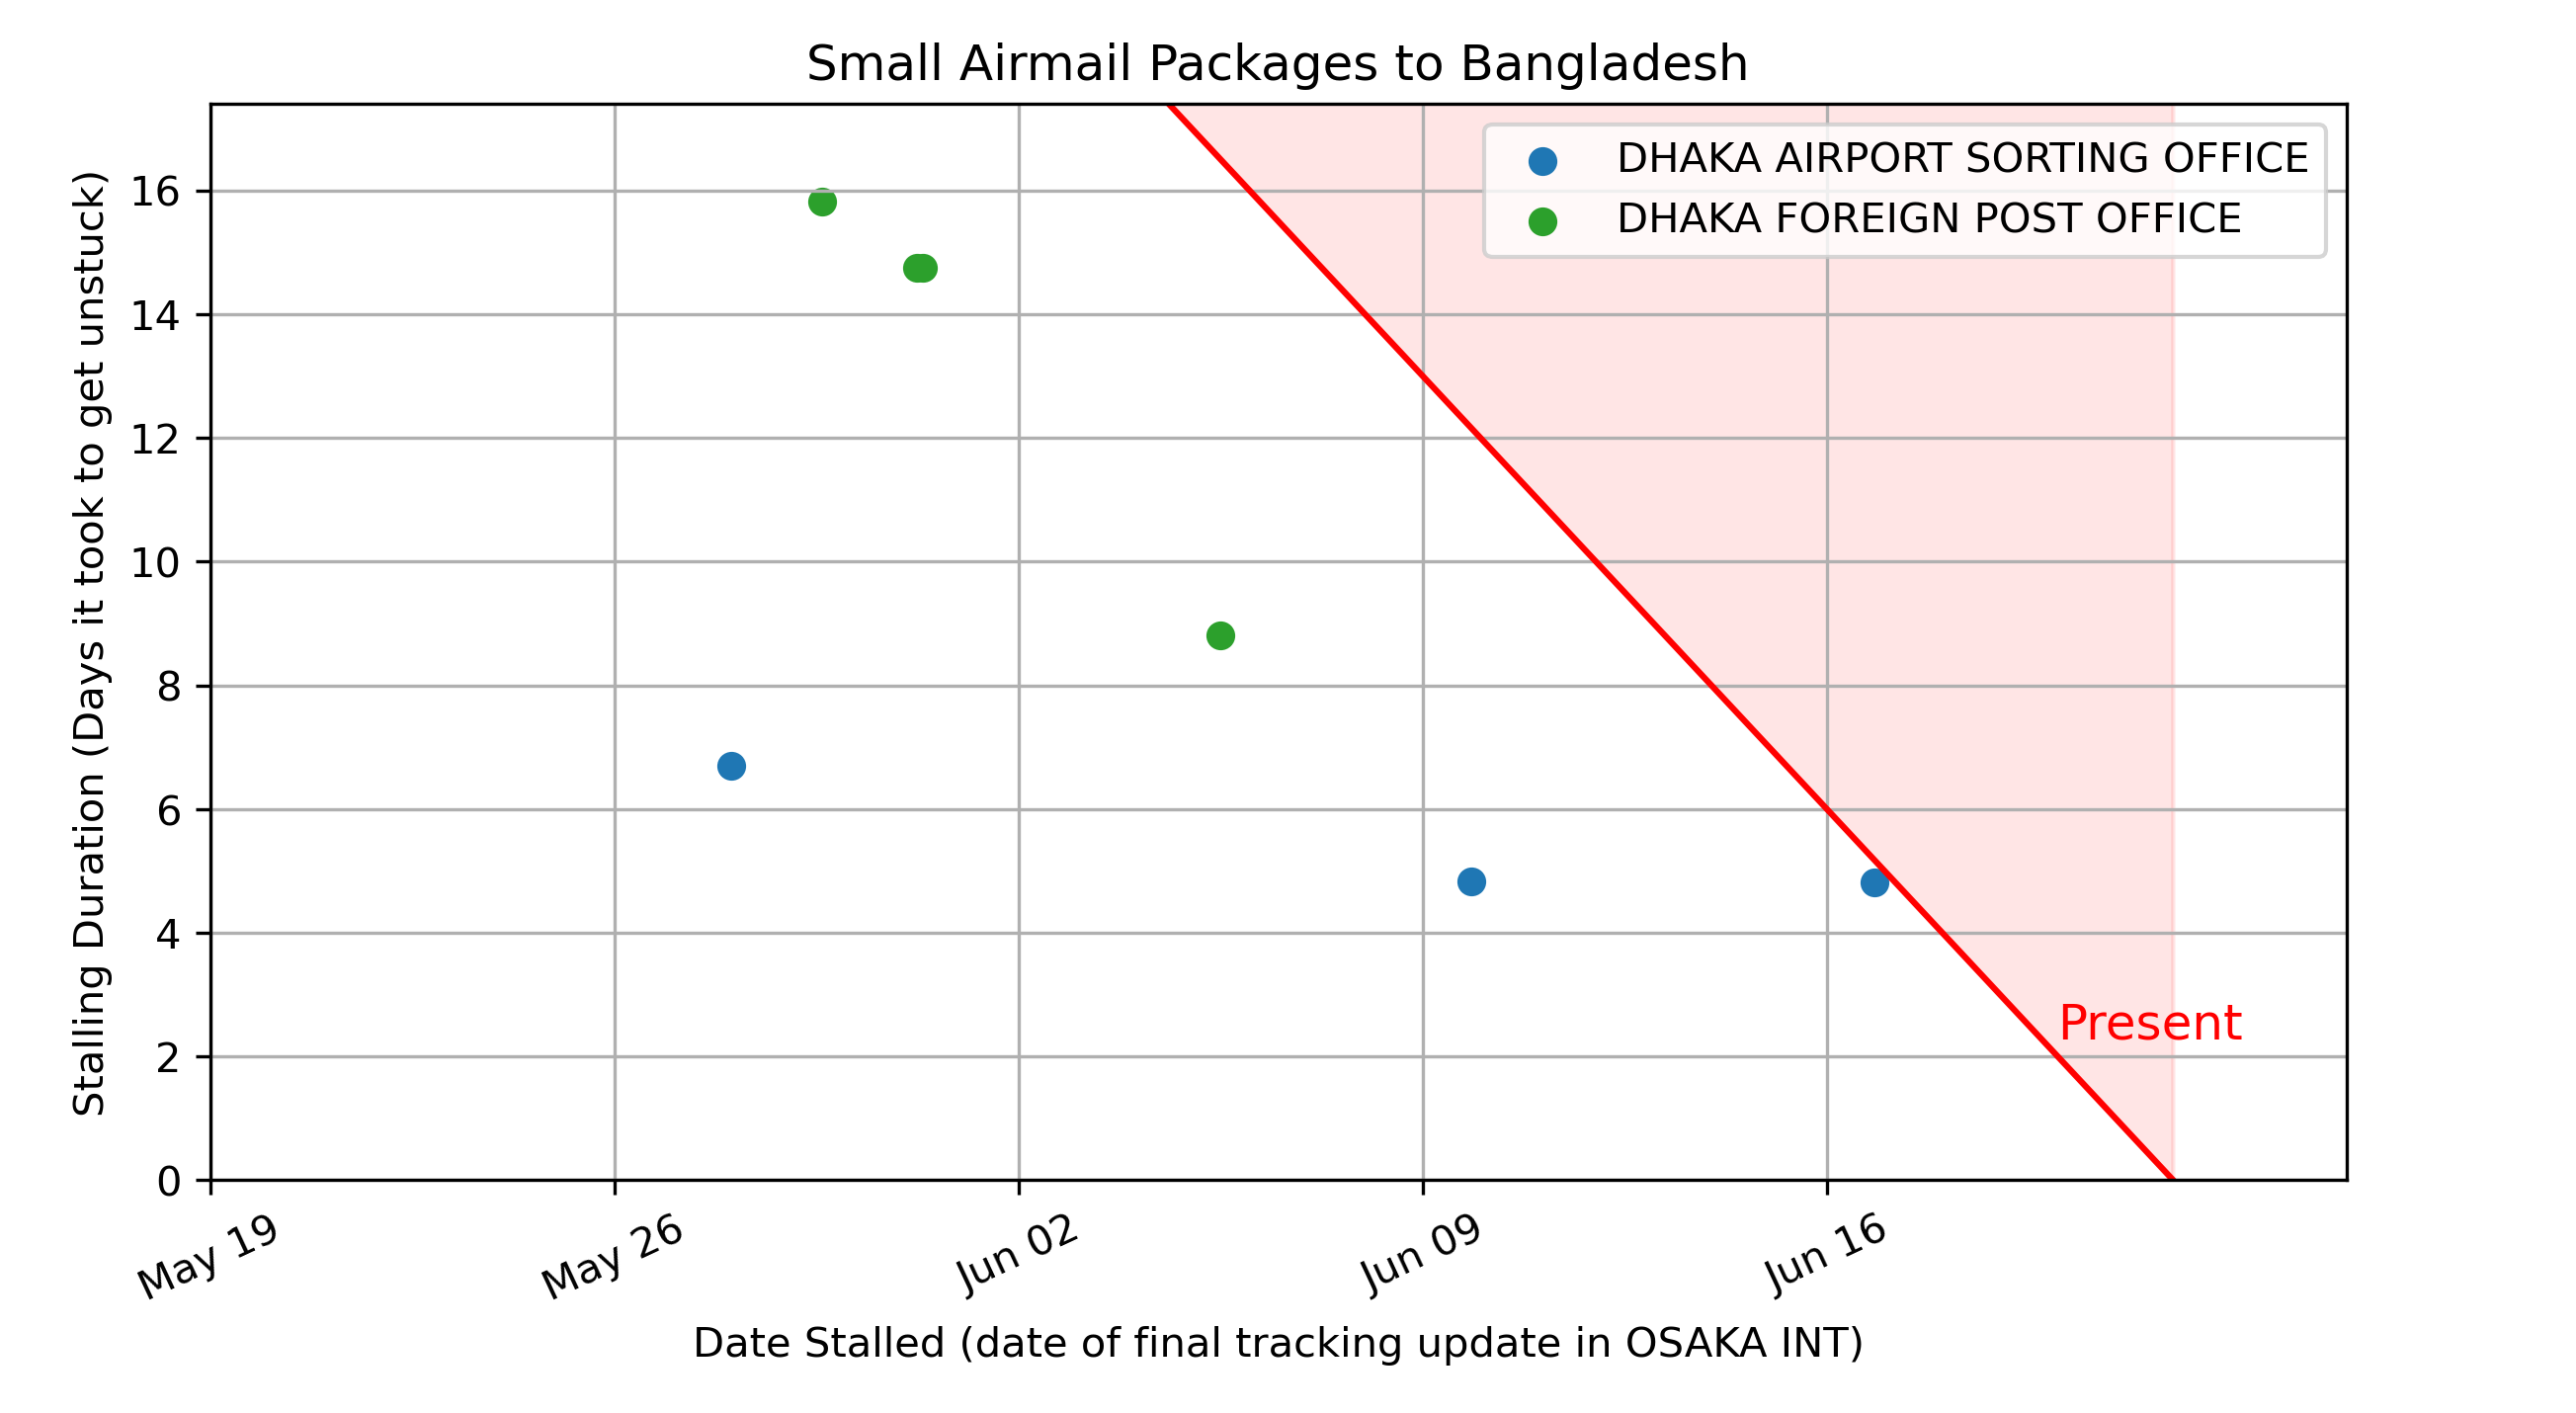 Small Airmail Packages to Bangladesh
DHAKA AIRPORT SORTING OFFICE
DHAKA FOREIGN POST OFFICE
Stalling Duration (Days it took to get unstuck)
16
14
12
10
8
6
4
2
0
Present
May 19
May 26
Jun 02
Jun 09
Jun 16
Date Stalled (date of final tracking update in OSAKA INT)